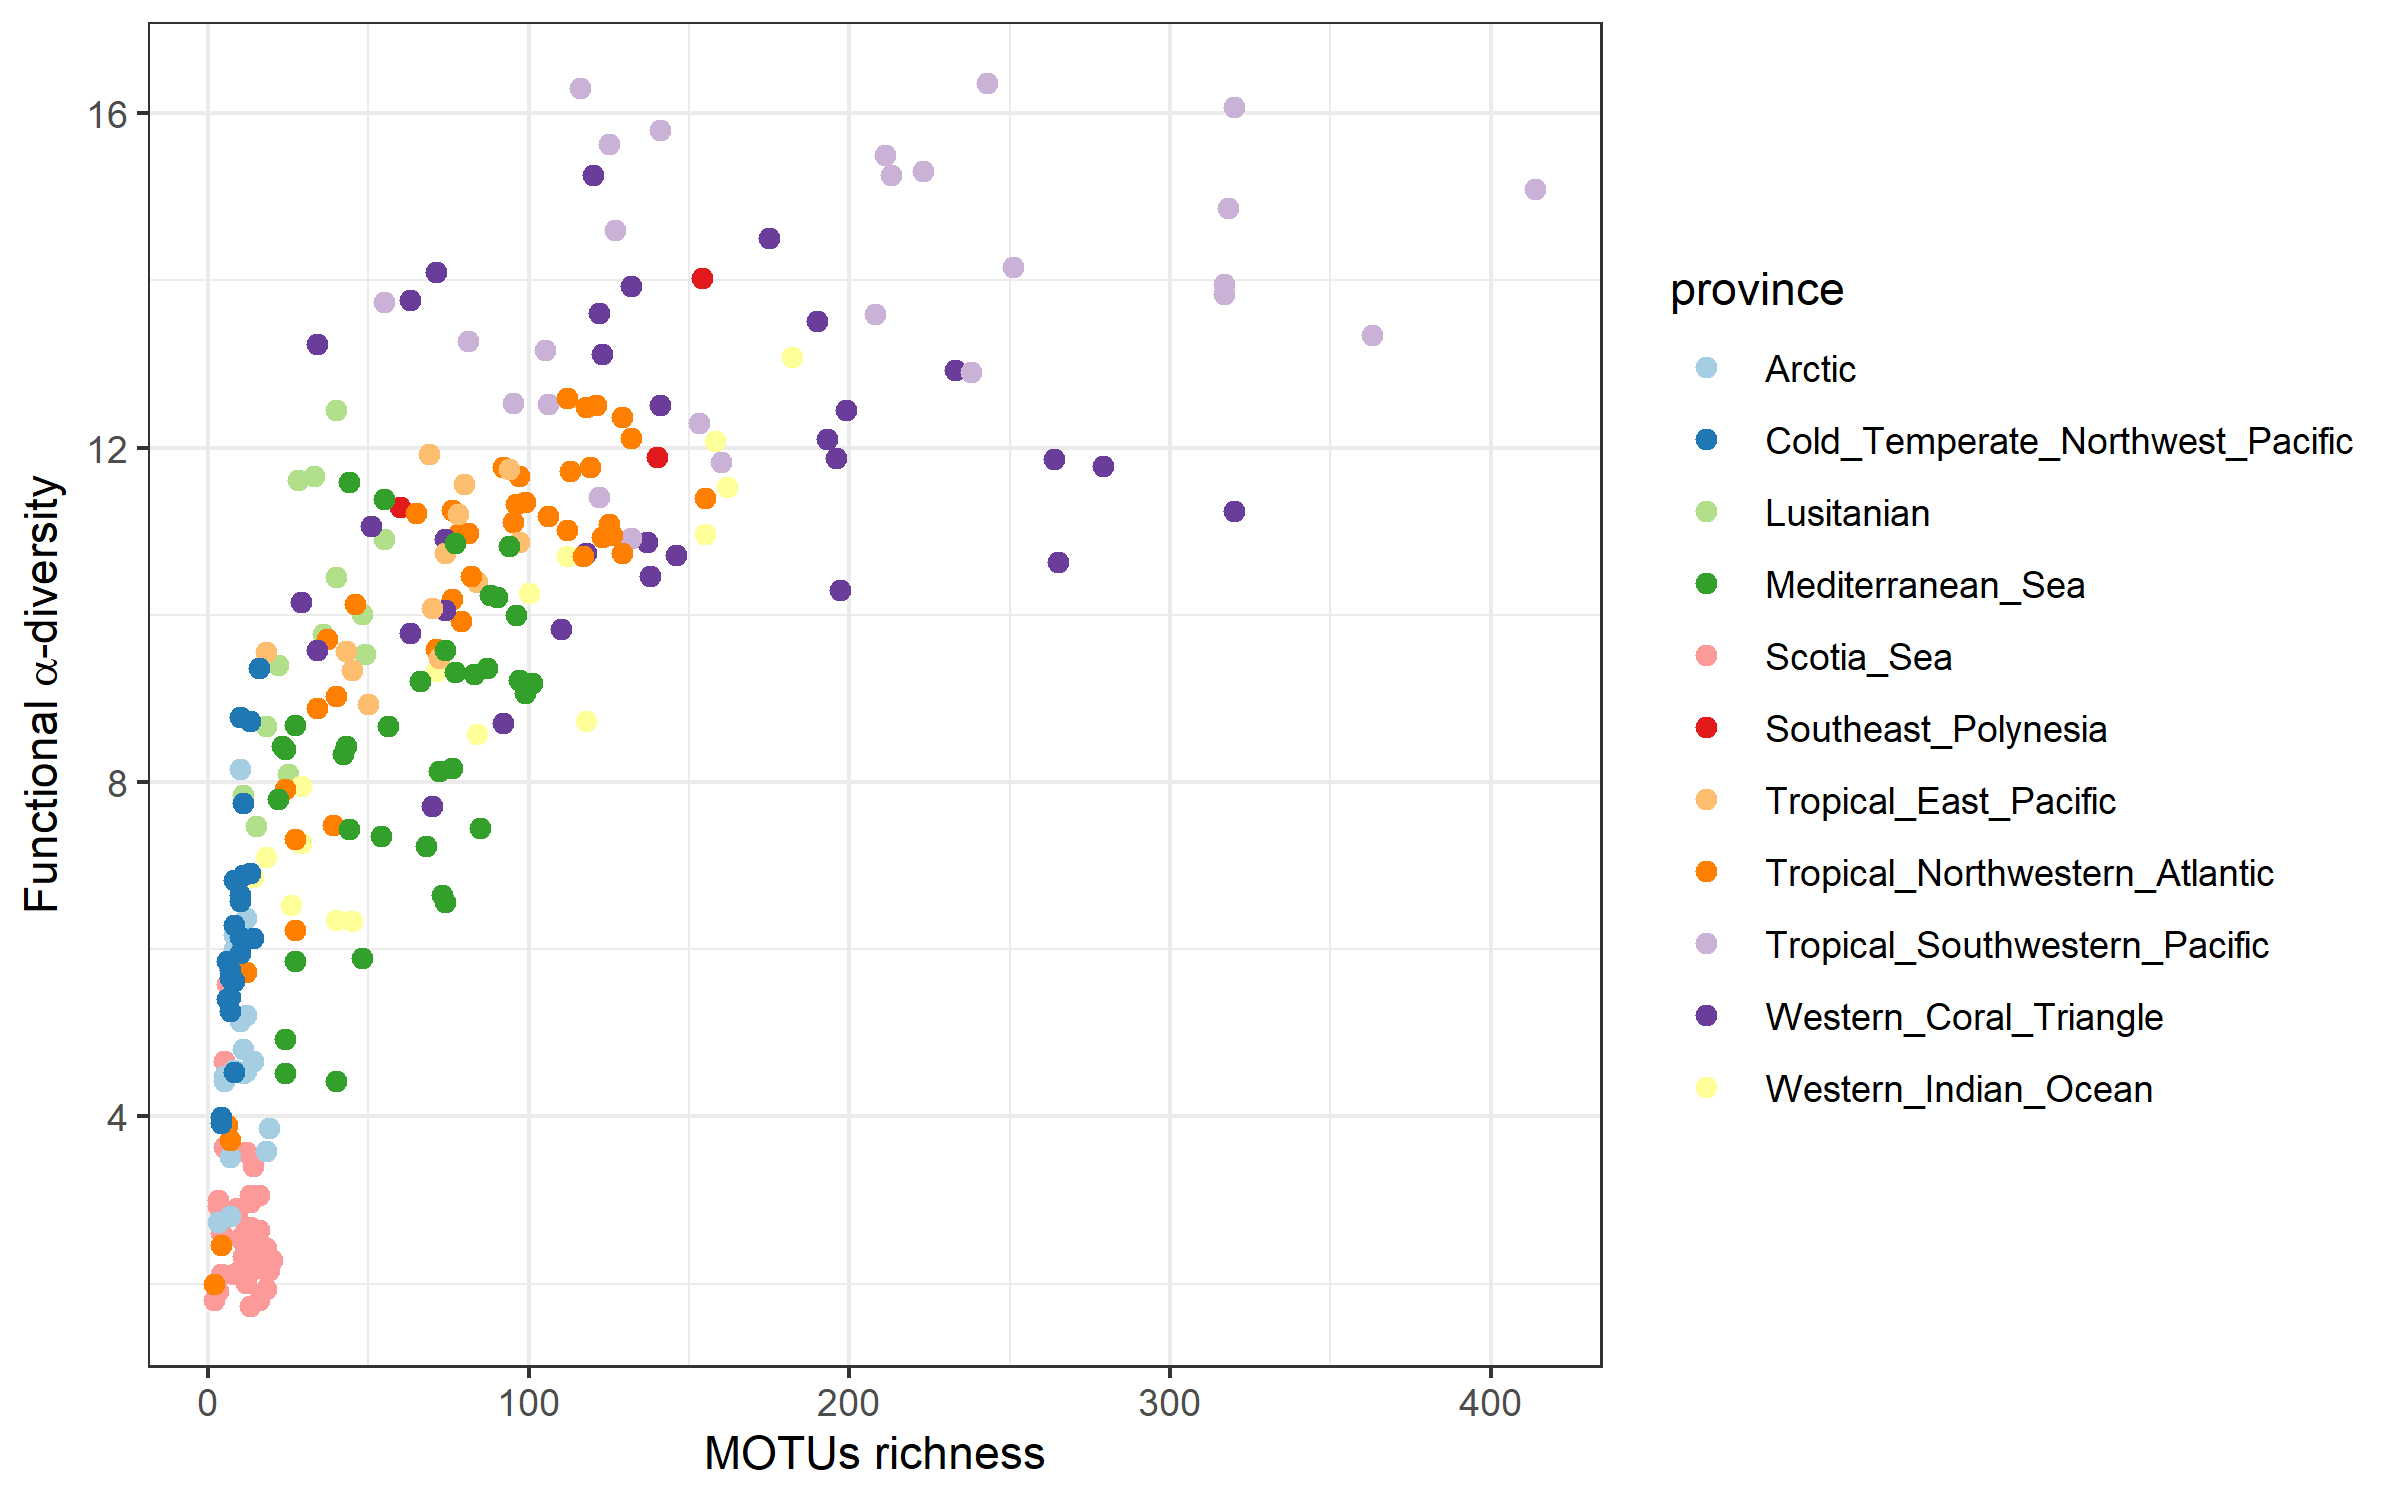 Functional α-diversity
16
12
8
4
0
100
200
300
400
MOTUs richness
province
Arctic
Cold_Temperate_Northwest_Pacific
Lusitanian
Mediterranean_Sea
Scotia_Sea
Southeast_Polynesia
Tropical_East_Pacific
Tropical_Northwestern_Atlantic
Tropical_Southwestern_Pacific
Western_Coral_Triangle
Western_Indian_Ocean